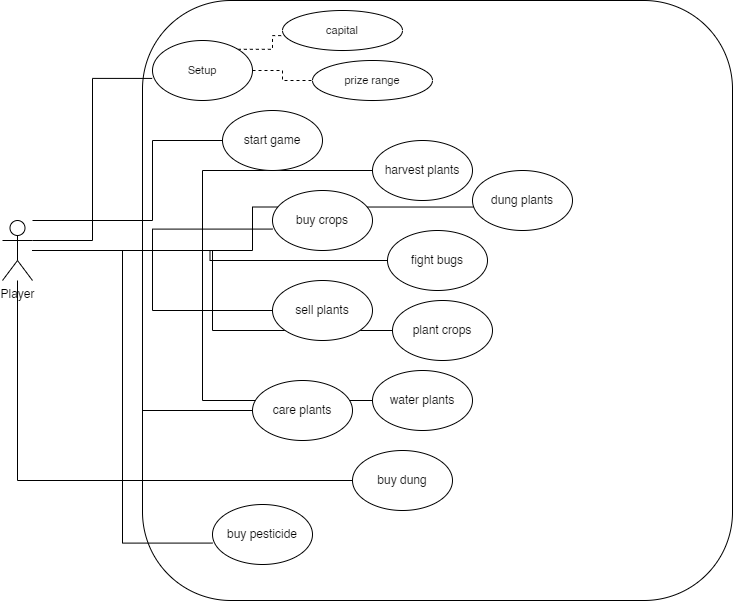 capital
Setup
prize range
start game
harvest plants
dung plants
buy crops
fight bugs
Player
sell plants
plant crops
water plants
care plants
buy dung
buy pesticide